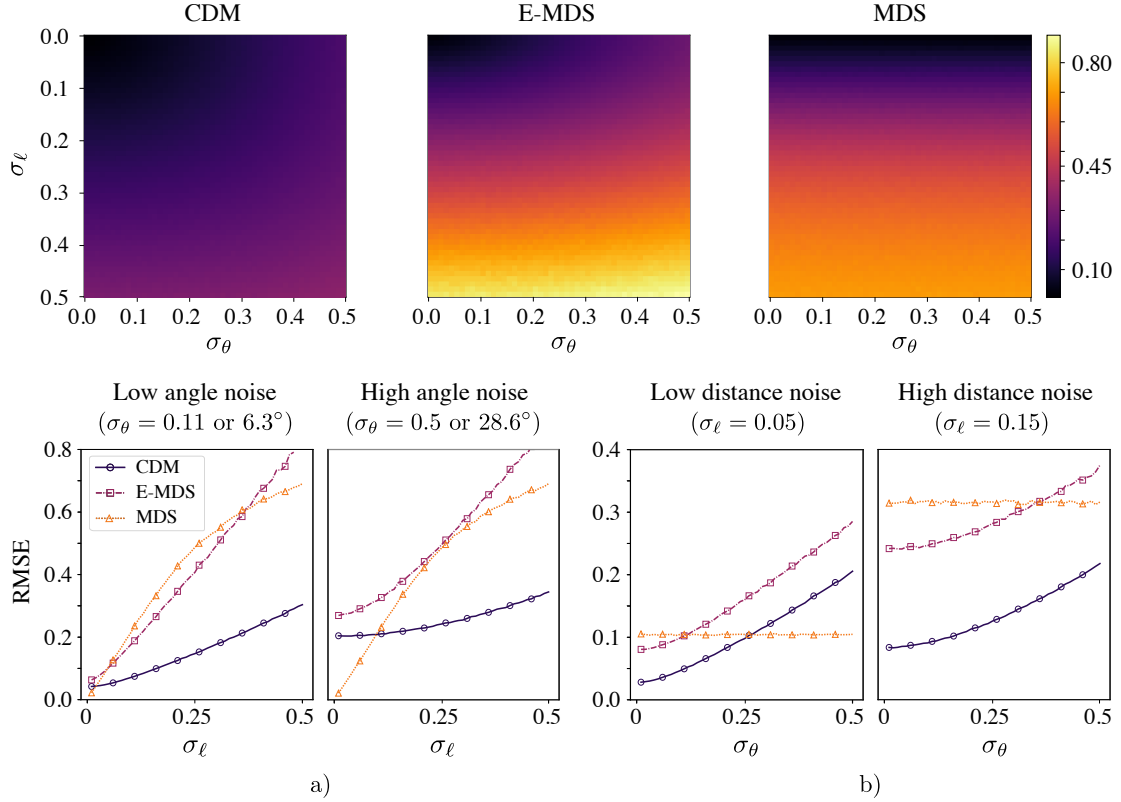 CDM
E-MDS
MDS
0.0
0.1
0.2
0.3
0.4
0.5
σℓ
0.0 0.1 0.2 0.3 0.4 0.5
σθ
0.0 0.1 0.2 0.3 0.4 0.5
σθ
0.0 0.1 0.2 0.3 0.4 0.5
σθ
0.80
0.45
0.10
Low angle noise
(σθ = 0.11 or 6.3°)
High angle noise
(σθ = 0.5 or 28.6°)
Low distance noise
(σℓ = 0.05)
High distance noise
(σℓ = 0.15)
0.8
0.6
0.4
0.2
0.0
RMSE
CDM
E-MDS
MDS
0 0.25 0.5
σℓ
0 0.25 0.5
σℓ
a)
0.4
0.3
0.2
0.1
0.0
0 0.25 0.5
σθ
0 0.25 0.5
σθ
b)